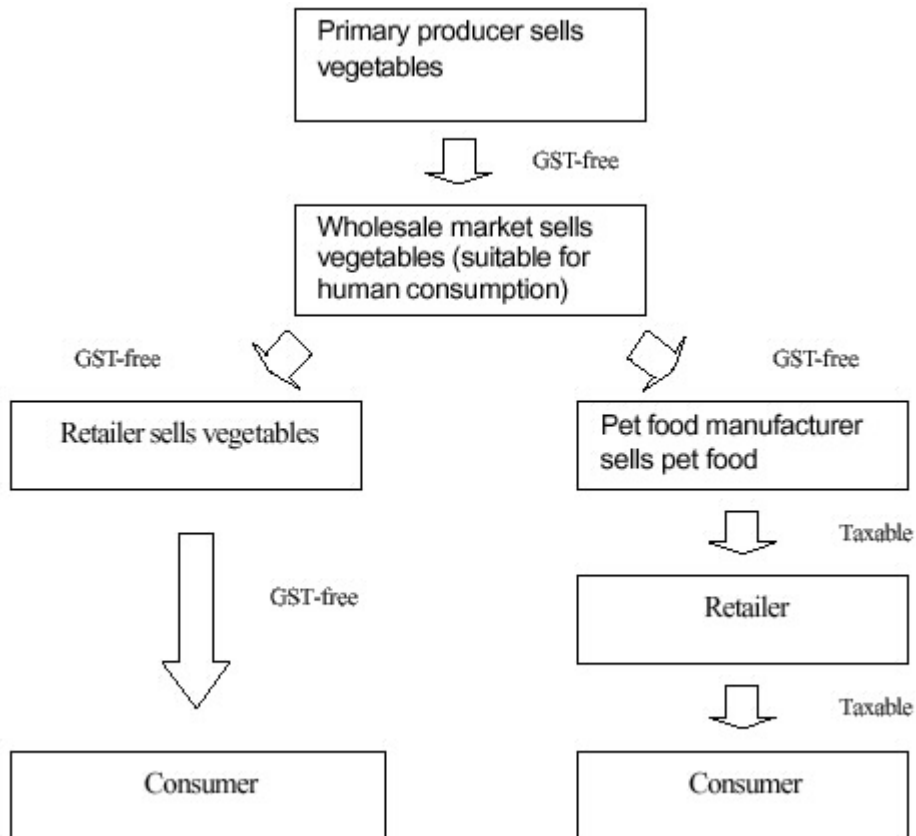 Primary producer sells
vegetables
GST-free
Wholesale market sells
vegetables (suitable for
human consumption)
GST-free
GST-free
Retailer sells vegetables
Pet food manufacturer
sells pet food
Taxable
GST-free
Retailer
Taxable
Consumer
Consumer